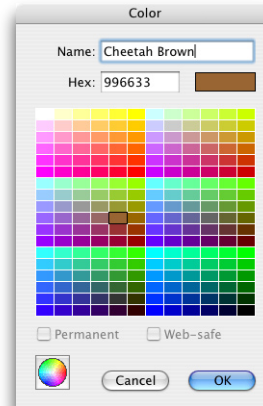 Color
Name: Cheetah Brown
Hex: 996633
Permanent Web-safe
Cancel OK